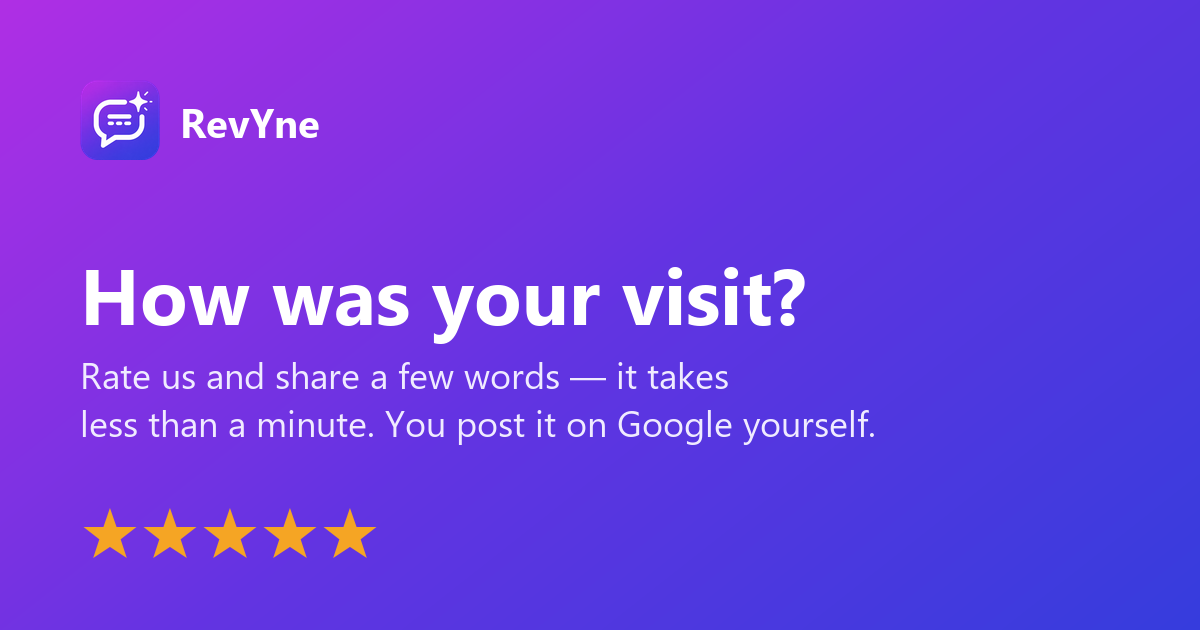 RevYne
How was your visit?
Rate us and share a few words — it takes
less than a minute. You post it on Google yourself.